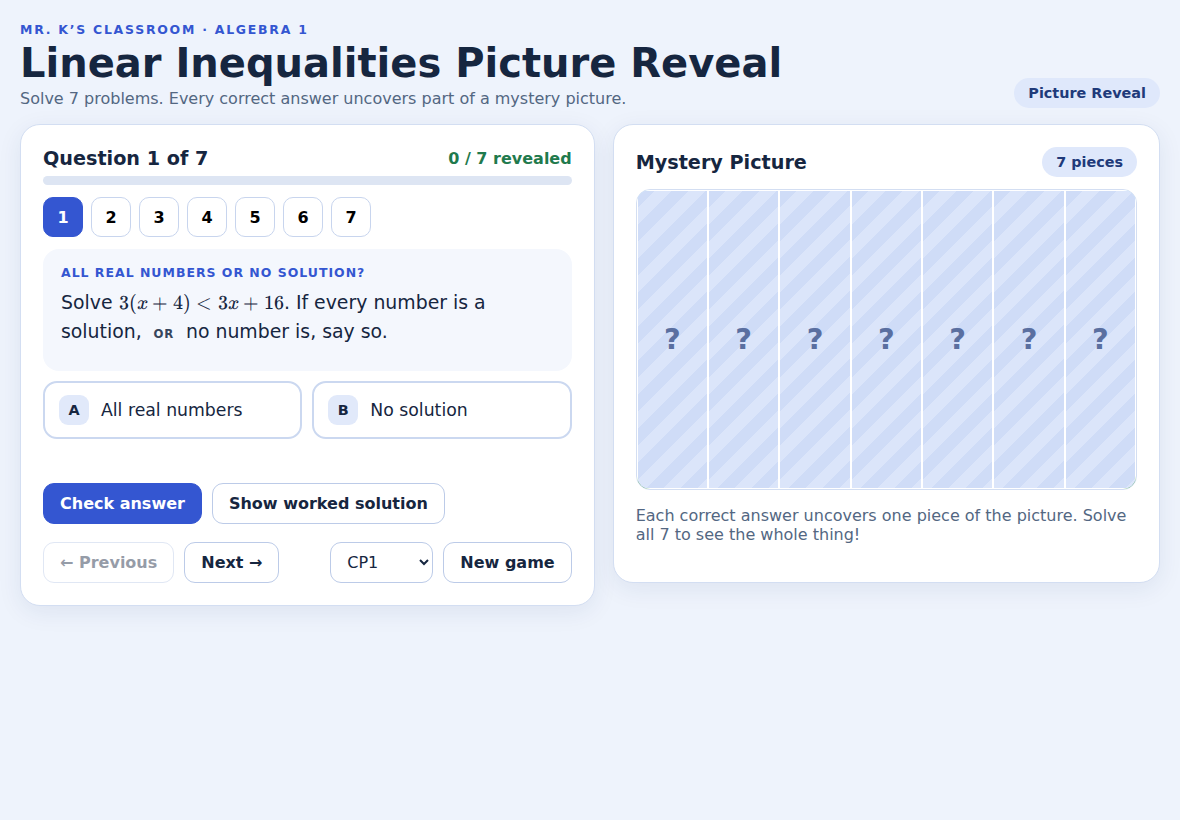 MR. K'S CLASSROOM · ALGEBRA 1
Linear Inequalities Picture Reveal
Solve 7 problems. Every correct answer uncovers part of a mystery picture.
Picture Reveal
Question 1 of 7
0 / 7 revealed
1 2 3 4 5 6 7
ALL REAL NUMBERS OR NO SOLUTION?
Solve 3(x + 4) < 3x + 16. If every number is a
solution, OR no number is, say so.
A All real numbers
B No solution
Check answer
Show worked solution
← Previous
Next →
CP1
New game
Mystery Picture
7 pieces
? ? ? ? ? ? ?
Each correct answer uncovers one piece of the picture. Solve
all 7 to see the whole thing!